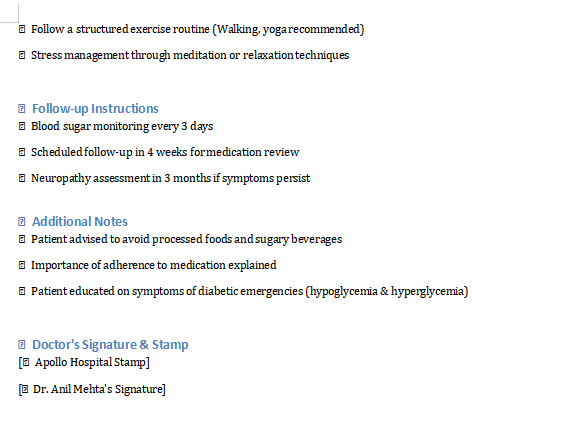 ⍰ Follow a structured exercise routine (Walking, yoga recommended)
⍰ Stress management through meditation or relaxation techniques
⍰ Follow-up Instructions
⍰ Blood sugar monitoring every 3 days
⍰ Scheduled follow-up in 4 weeks for medication review
⍰ Neuropathy assessment in 3 months if symptoms persist
⍰ Additional Notes
⍰ Patient advised to avoid processed foods and sugary beverages
⍰ Importance of adherence to medication explained
⍰ Patient educated on symptoms of diabetic emergencies (hypoglycemia & hyperglycemia)
⍰ Doctor's Signature & Stamp
[⍰ Apollo Hospital Stamp]
[⍰ Dr. Anil Mehta's Signature]